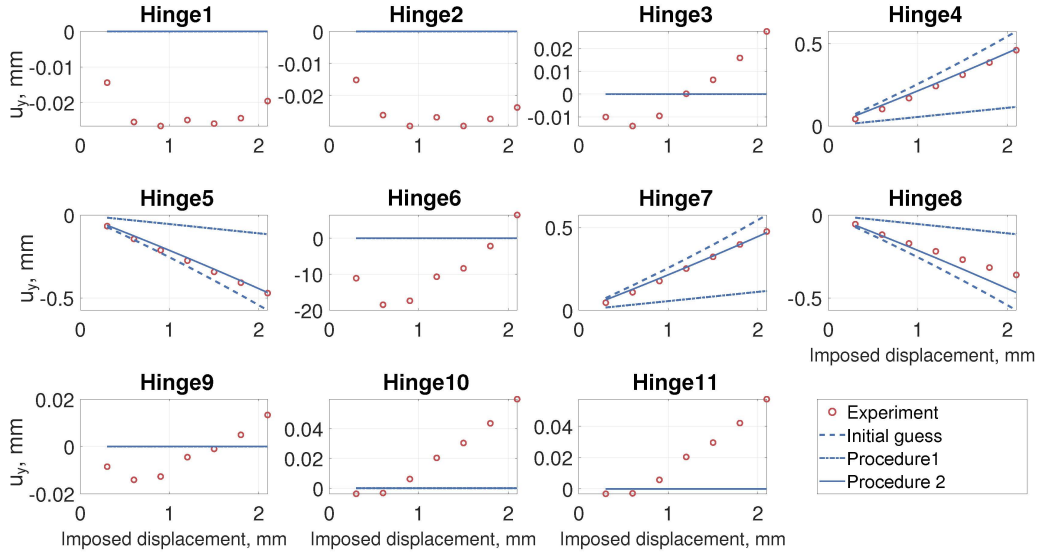 Hinge1 Hinge2 Hinge3 Hinge4
u_y, mm
0 -0.01 -0.02
0 1 2
0 -0.01 -0.02
0 1 2
0.02 0.01 0 -0.01
0 1 2
0.5 0
0 1 2
Hinge5 Hinge6 Hinge7 Hinge8
u_y, mm
0 -0.5
0 1 2
0 -10 -20
0 1 2
0.5 0
0 1 2
0 -0.5
0 1 2
Imposed displacement, mm
Hinge9 Hinge10 Hinge11
u_y, mm
0.02 0 -0.02
0 1 2
Imposed displacement, mm
0.04 0.02 0
0 1 2
Imposed displacement, mm
0.04 0.02 0
0 1 2
Imposed displacement, mm
Experiment
Initial guess
Procedure1
Procedure 2